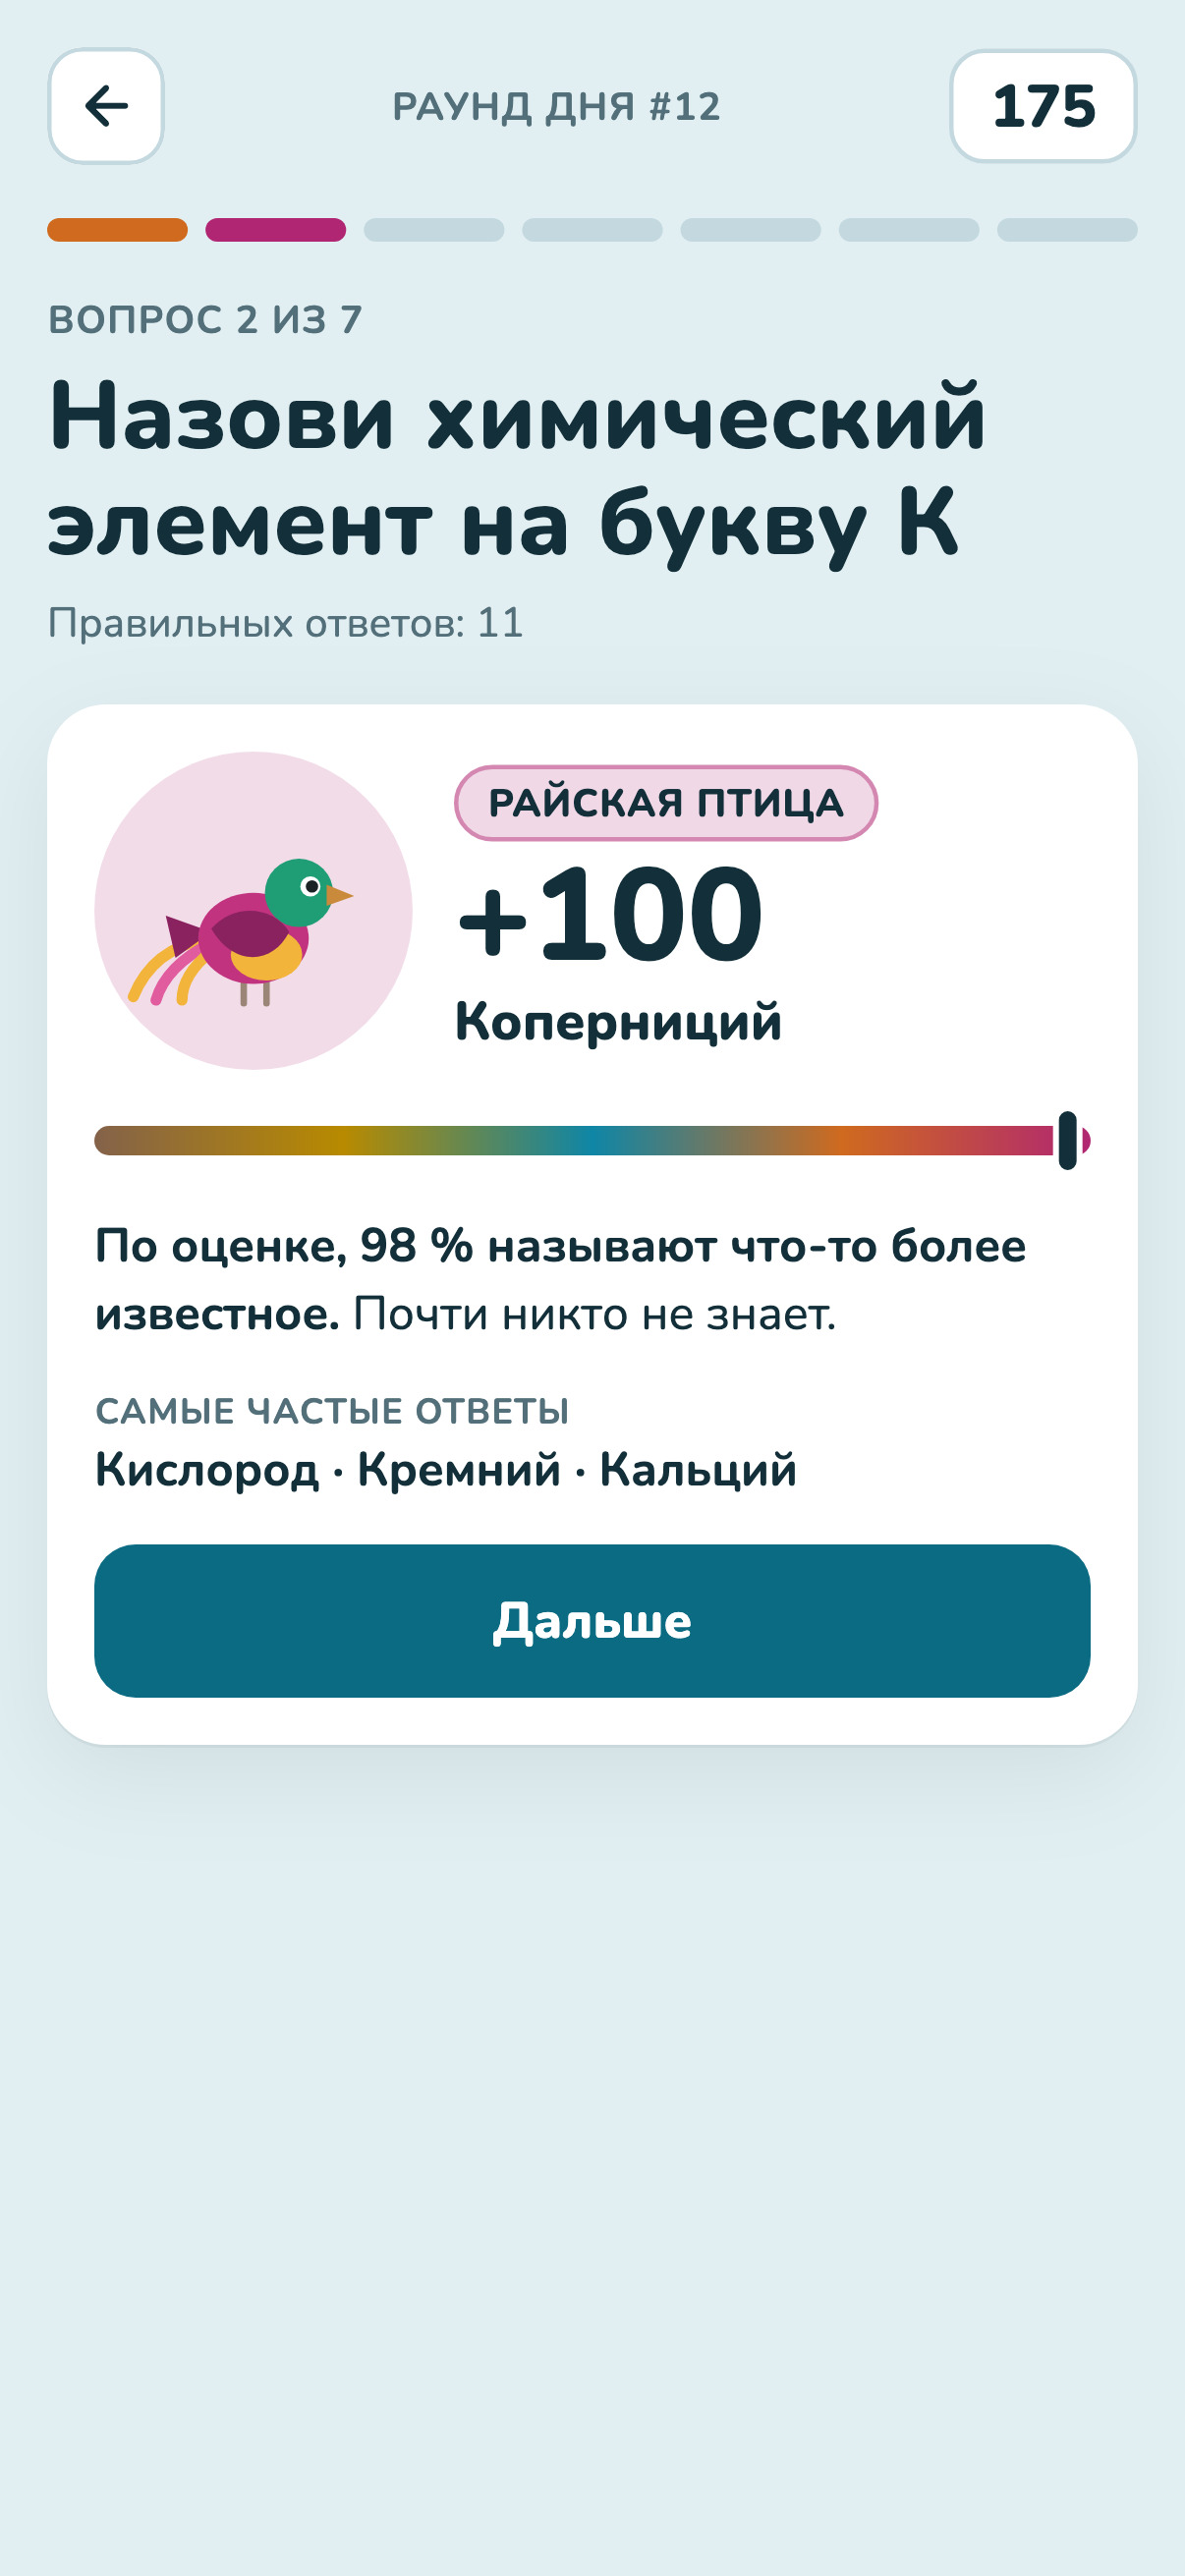 РАУНД ДНЯ #12
175
ВОПРОС 2 ИЗ 7
Назови химический
элемент на букву К
Правильных ответов: 11
РАЙСКАЯ ПТИЦА
+100
Коперниций
По оценке, 98 % называют что-то более
известное. Почти никто не знает.
САМЫЕ ЧАСТЫЕ ОТВЕТЫ
Кислород · Кремний · Кальций
Дальше